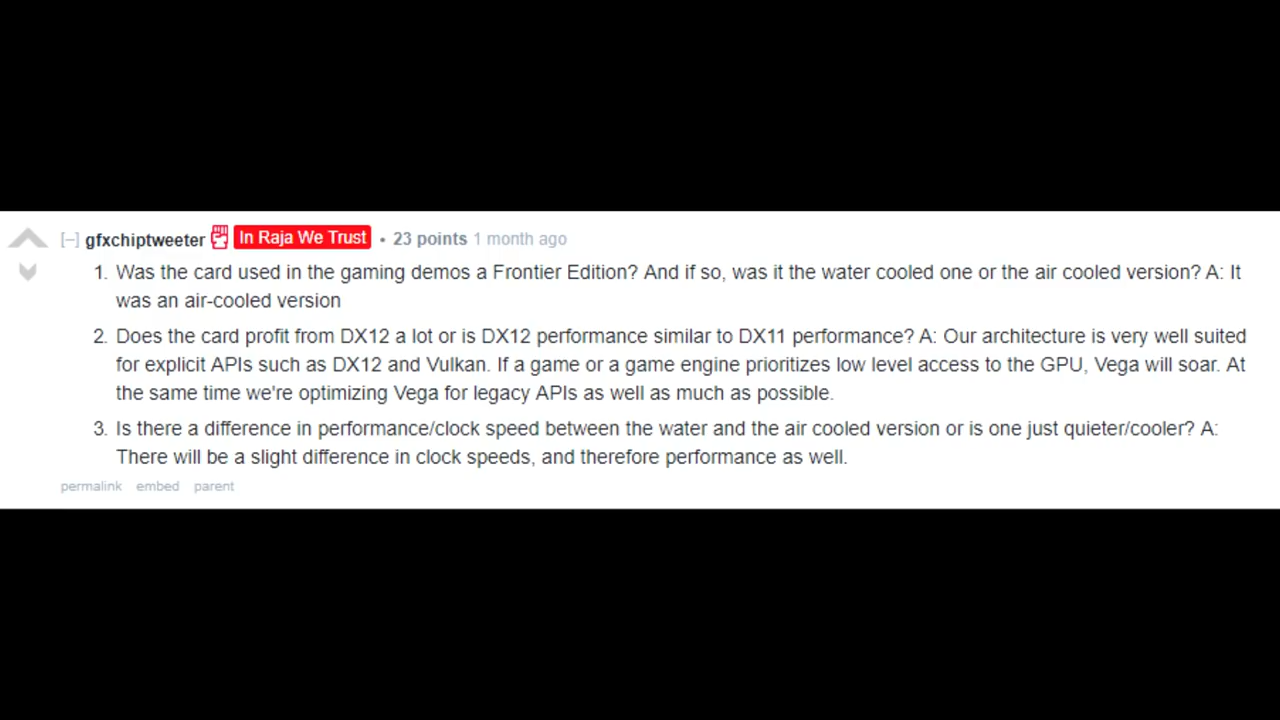 [–] gfxchiptweeter In Raja We Trust • 23 points 1 month ago
1. Was the card used in the gaming demos a Frontier Edition? And if so, was it the water cooled one or the air cooled version? A: It
was an air-cooled version
2. Does the card profit from DX12 a lot or is DX12 performance similar to DX11 performance? A: Our architecture is very well suited
for explicit APIs such as DX12 and Vulkan. If a game or a game engine prioritizes low level access to the GPU, Vega will soar. At
the same time we're optimizing Vega for legacy APIs as well as much as possible.
3. Is there a difference in performance/clock speed between the water and the air cooled version or is one just quieter/cooler? A:
There will be a slight difference in clock speeds, and therefore performance as well.
permalink embed parent